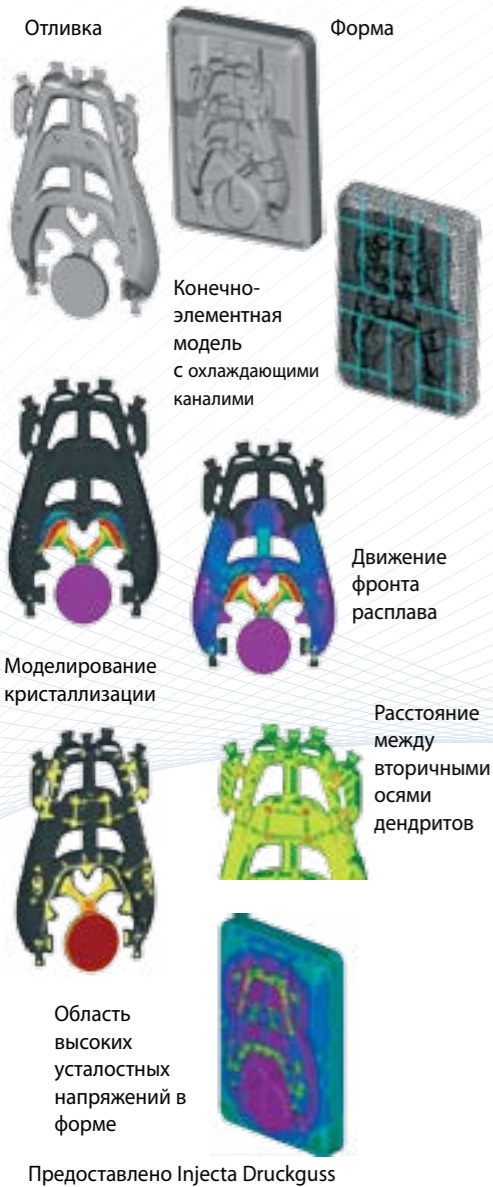 Отливка
Форма
Конечно-
элементная
модель
с охлаждающими
каналими
Движение
фронта
расплава
Моделирование
кристаллизации
Расстояние
между
вторичными
осями
дендритов
Область
высоких
усталостных
напряжений в
форме
Предоставлено Injecta Druckguss